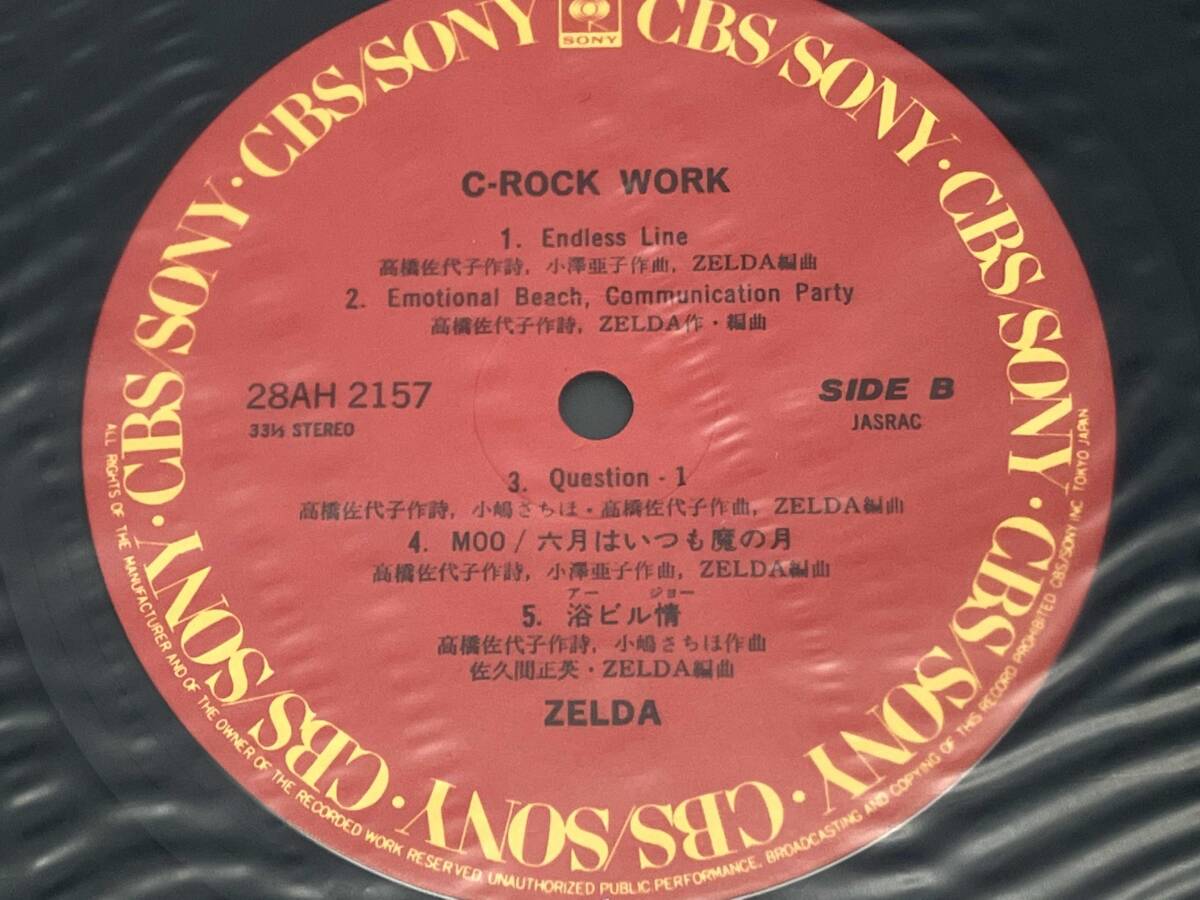 CBS/SONY · CBS/SONY · CBS/SONY · CBS/SONY · CBS/SONY · CBS/SONY · CBS/SONY · CBS/SONY · CBS/SONY
SONY
C-ROCK WORK
1. Endless Line
高橋佐代子作詩, 小澤亜子作曲, ZELDA編曲
2. Emotional Beach, Communication Party
高橋佐代子作詩, ZELDA作・編曲
28AH 2157
33⅓ STEREO
SIDE B
JASRAC
3. Question - 1
高橋佐代子作詩, 小嶋さちほ・高橋佐代子作曲, ZELDA編曲
4. MOO / 六月はいつも魔の月
高橋佐代子作詩, 小澤亜子作曲, ZELDA編曲
アー ジョー
5. 浴ビル情
高橋佐代子作詩, 小嶋さちほ作曲
佐久間正英・ZELDA編曲
ZELDA
ALL RIGHTS OF THE MANUFACTURER AND OF THE OWNER OF THE RECORDED WORK RESERVED. UNAUTHORIZED PUBLIC PERFORMANCE, BROADCASTING AND COPYING OF THIS RECORD PROHIBITED CBS/SONY INC. TOKYO JAPAN